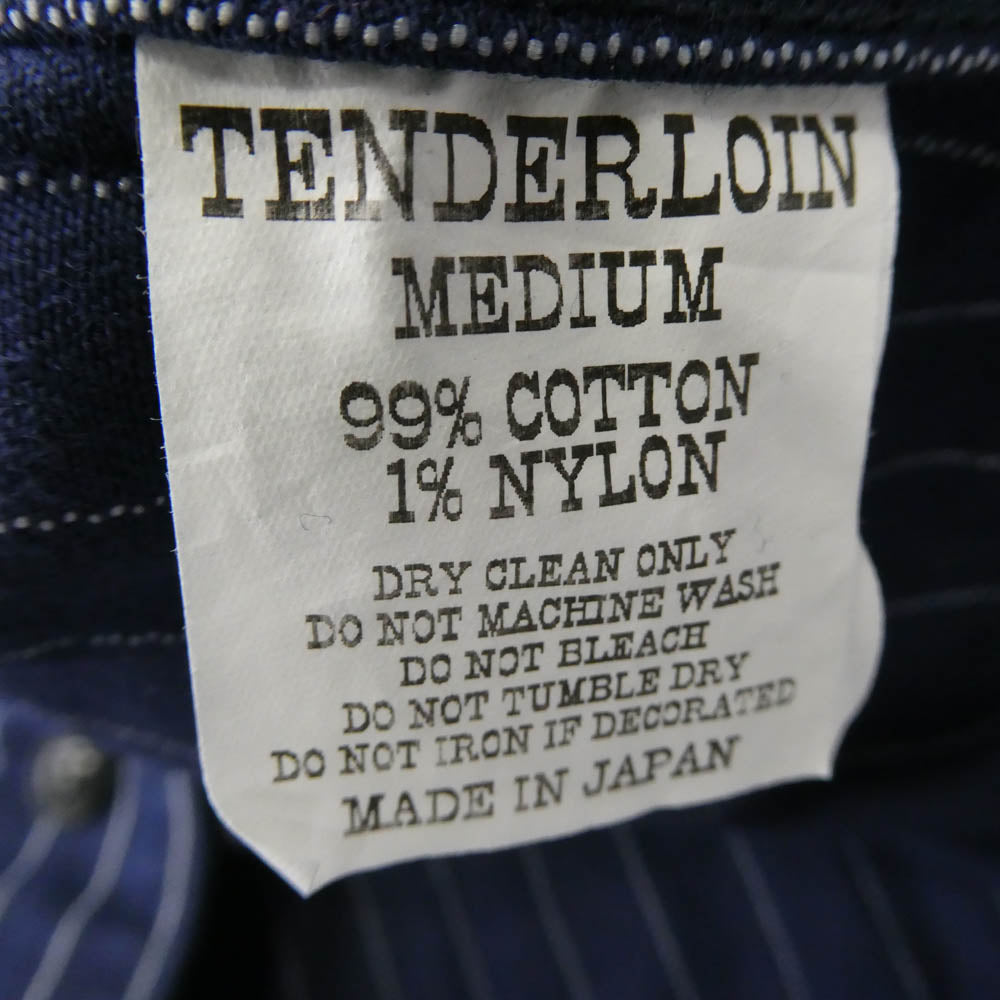 TENDERLOIN
MEDIUM
99% COTTON
1% NYLON
DRY CLEAN ONLY
DO NOT MACHINE WASH
DO NOT BLEACH
DO NOT TUMBLE DRY
DO NOT IRON IF DECORATED
MADE IN JAPAN